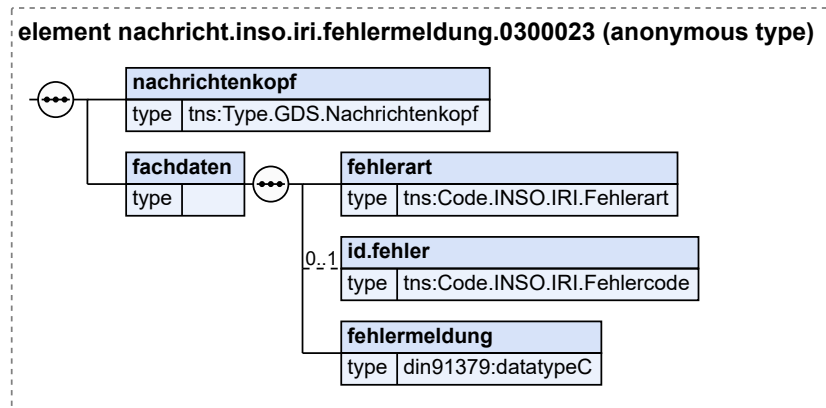 element nachricht.inso.iri.fehlermeldung.0300023 (anonymous type)
nachrichtenkopf
type tns:Type.GDS.Nachrichtenkopf
fachdaten
type
fehlerart
type tns:Code.INSO.IRI.Fehlerart
0..1
id.fehler
type tns:Code.INSO.IRI.Fehlercode
fehlermeldung
type din91379:datatypeC